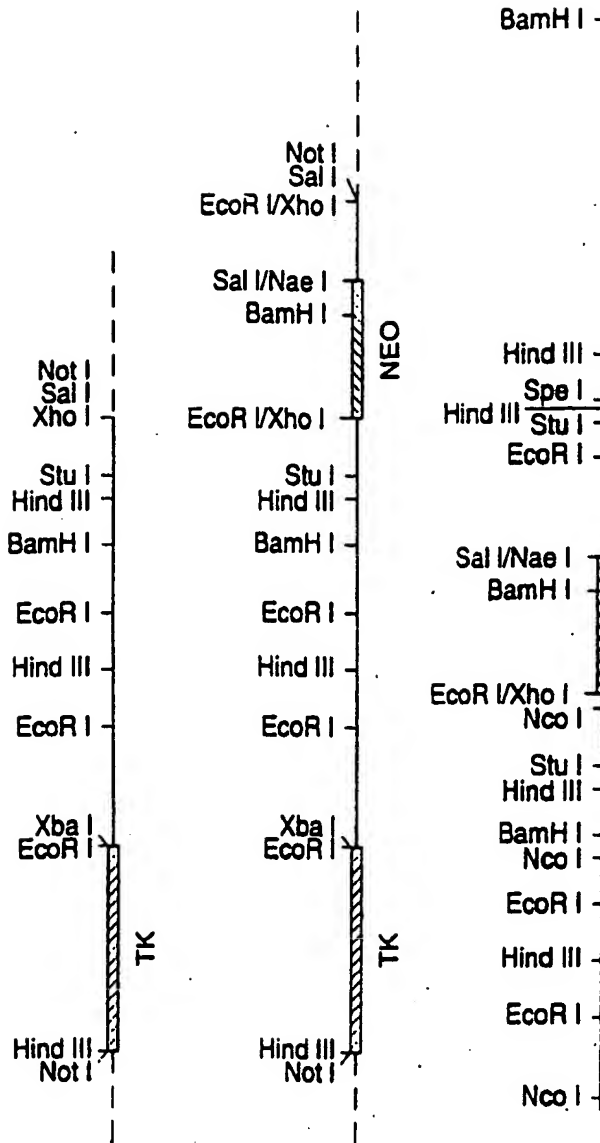 Not I
Sal I
Xho I
Stu I
Hind III
BamH I
EcoR I
Hind III
EcoR I
Xba I
EcoR I
TK
Hind III
Not I
Not I
Sal I
EcoR I/Xho I
Sal I/Nae I
BamH I
NEO
EcoR I/Xho I
Stu I
Hind III
BamH I
EcoR I
Hind III
EcoR I
Xba I
EcoR I
TK
Hind III
Not I
BamH I
Hind III
Spe I
Hind III
Stu I
EcoR I
Sal I/Nae I
BamH I
EcoR I/Xho I
Nco I
Stu I
Hind III
BamH I
Nco I
EcoR I
Hind III
EcoR I
Nco I